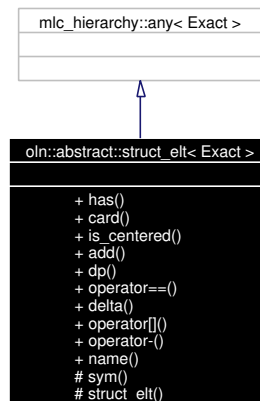 mlc_hierarchy::any< Exact >
oln::abstract::struct_elt< Exact >
+ has()
+ card()
+ is_centered()
+ add()
+ dp()
+ operator==()
+ delta()
+ operator[]()
+ operator-()
+ name()
# sym()
# struct_elt()